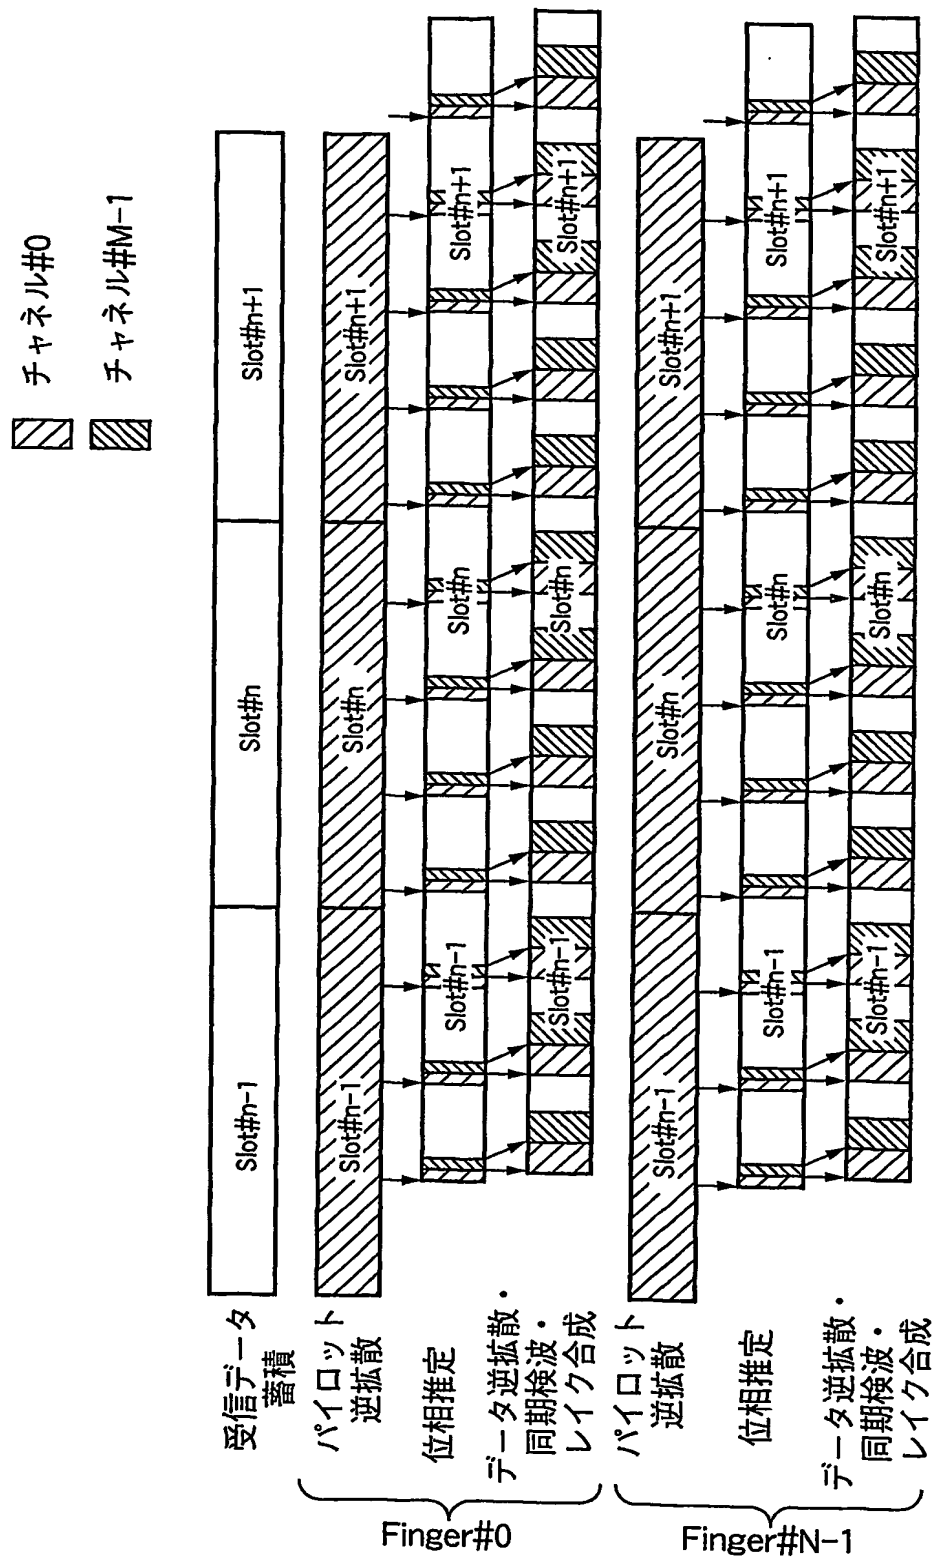 チャネル#0
チャネル#M-1
受信データ
蓄積
Slot#n-1
Slot#n
Slot#n+1
Finger#0
パイロット
逆拡散
Slot#n-1
Slot#n
Slot#n+1
位相推定
Slot#n-1
Slot#n
Slot#n+1
データ逆拡散・
同期検波・
レイク合成
Slot#n-1
Slot#n
Slot#n+1
Finger#N-1
パイロット
逆拡散
Slot#n-1
Slot#n
Slot#n+1
位相推定
Slot#n-1
Slot#n
Slot#n+1
データ逆拡散・
同期検波・
レイク合成
Slot#n-1
Slot#n
Slot#n+1